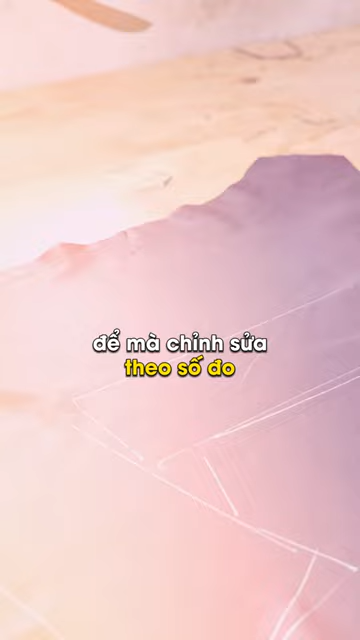 để mà chỉnh sửa
theo số đo